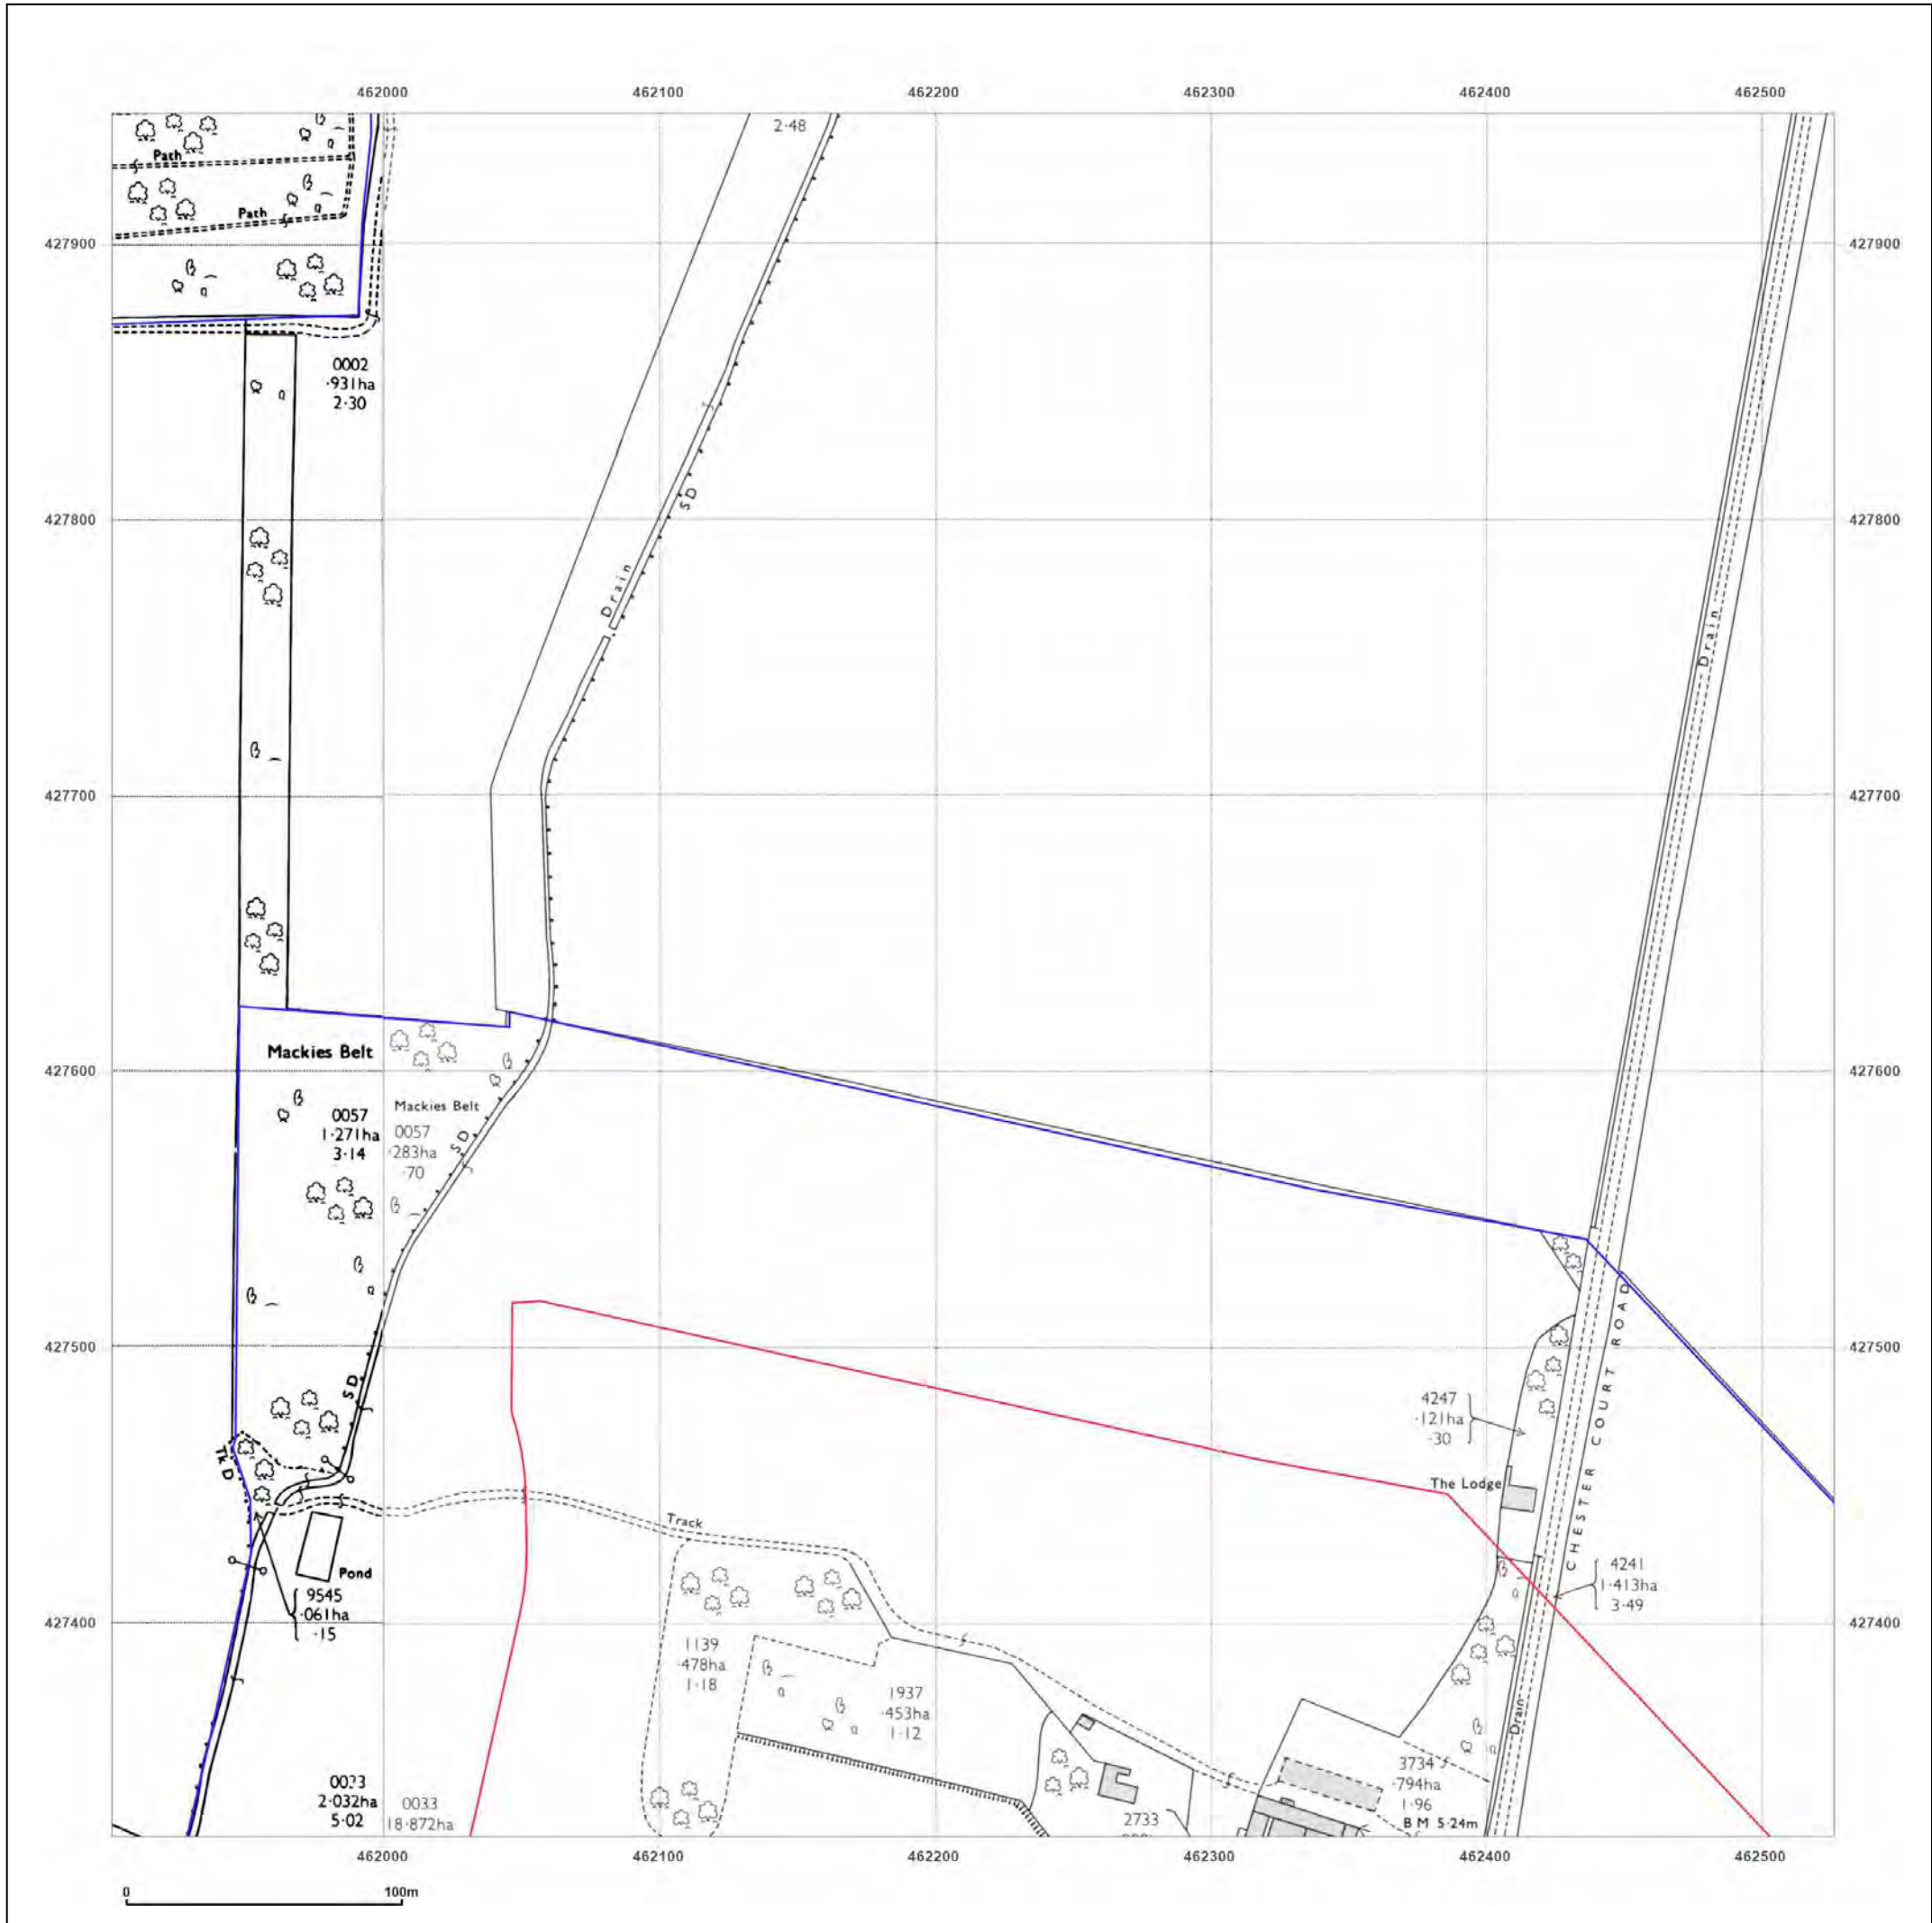 462000 462100 462200 462300 462400 462500
2·48
Path
Path
427900 427900
0002
·931ha
2·30
427800 427800
SD
Drain
Drain
427700 427700
Mackies Belt
427600 427600
Mackies Belt
0057
1·271ha
3·14
0057
·283ha
·70
SD
427500 427500
SD
CHESTER COURT ROAD
4247
·121ha
·30
The Lodge
Tk D
Track
Pond
9545
·061ha
·15
4241
1·413ha
3·49
427400 427400
1139
·478ha
1·18
1937
·453ha
1·12
Drain
3734
·794ha
1·96
BM 5·24m
2·032ha
5·02
0033
18·872ha
2733
462000 462100 462200 462300 462400 462500
0 100m